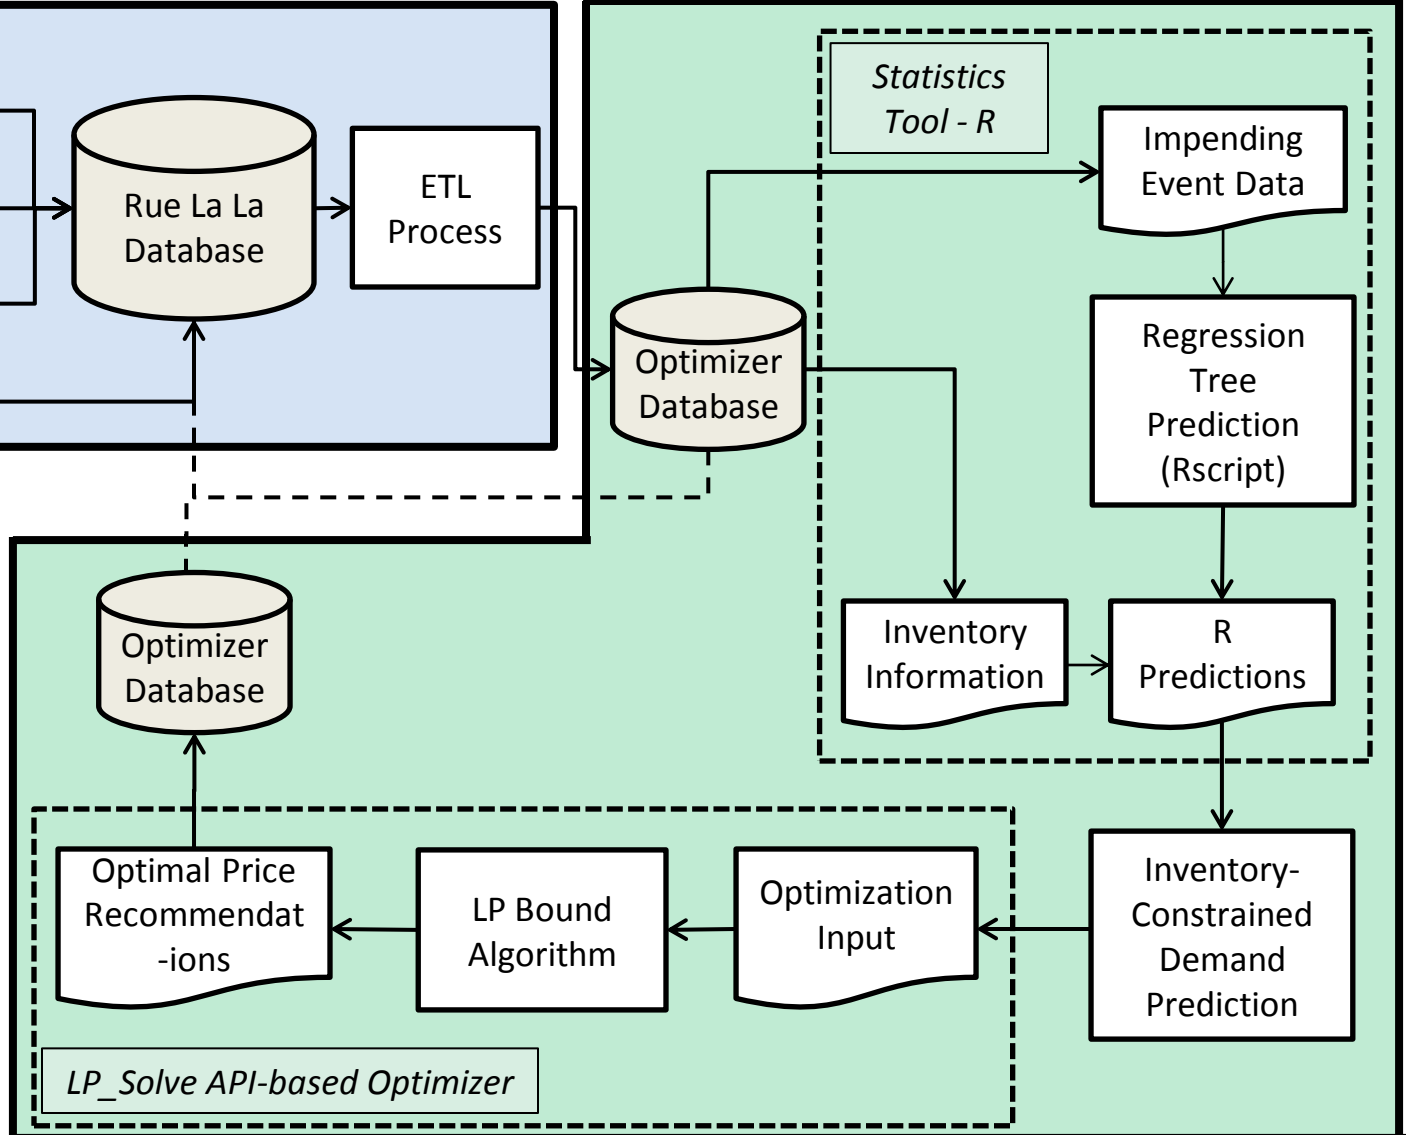 Statistics
Tool - R
Impending
Event Data
Rue La La
Database
ETL
Process
Optimizer
Database
Regression
Tree
Prediction
(Rscript)
Optimizer
Database
Inventory
Information
R
Predictions
Optimal Price
Recommendat
-ions
LP Bound
Algorithm
Optimization
Input
Inventory-
Constrained
Demand
Prediction
LP_Solve API-based Optimizer